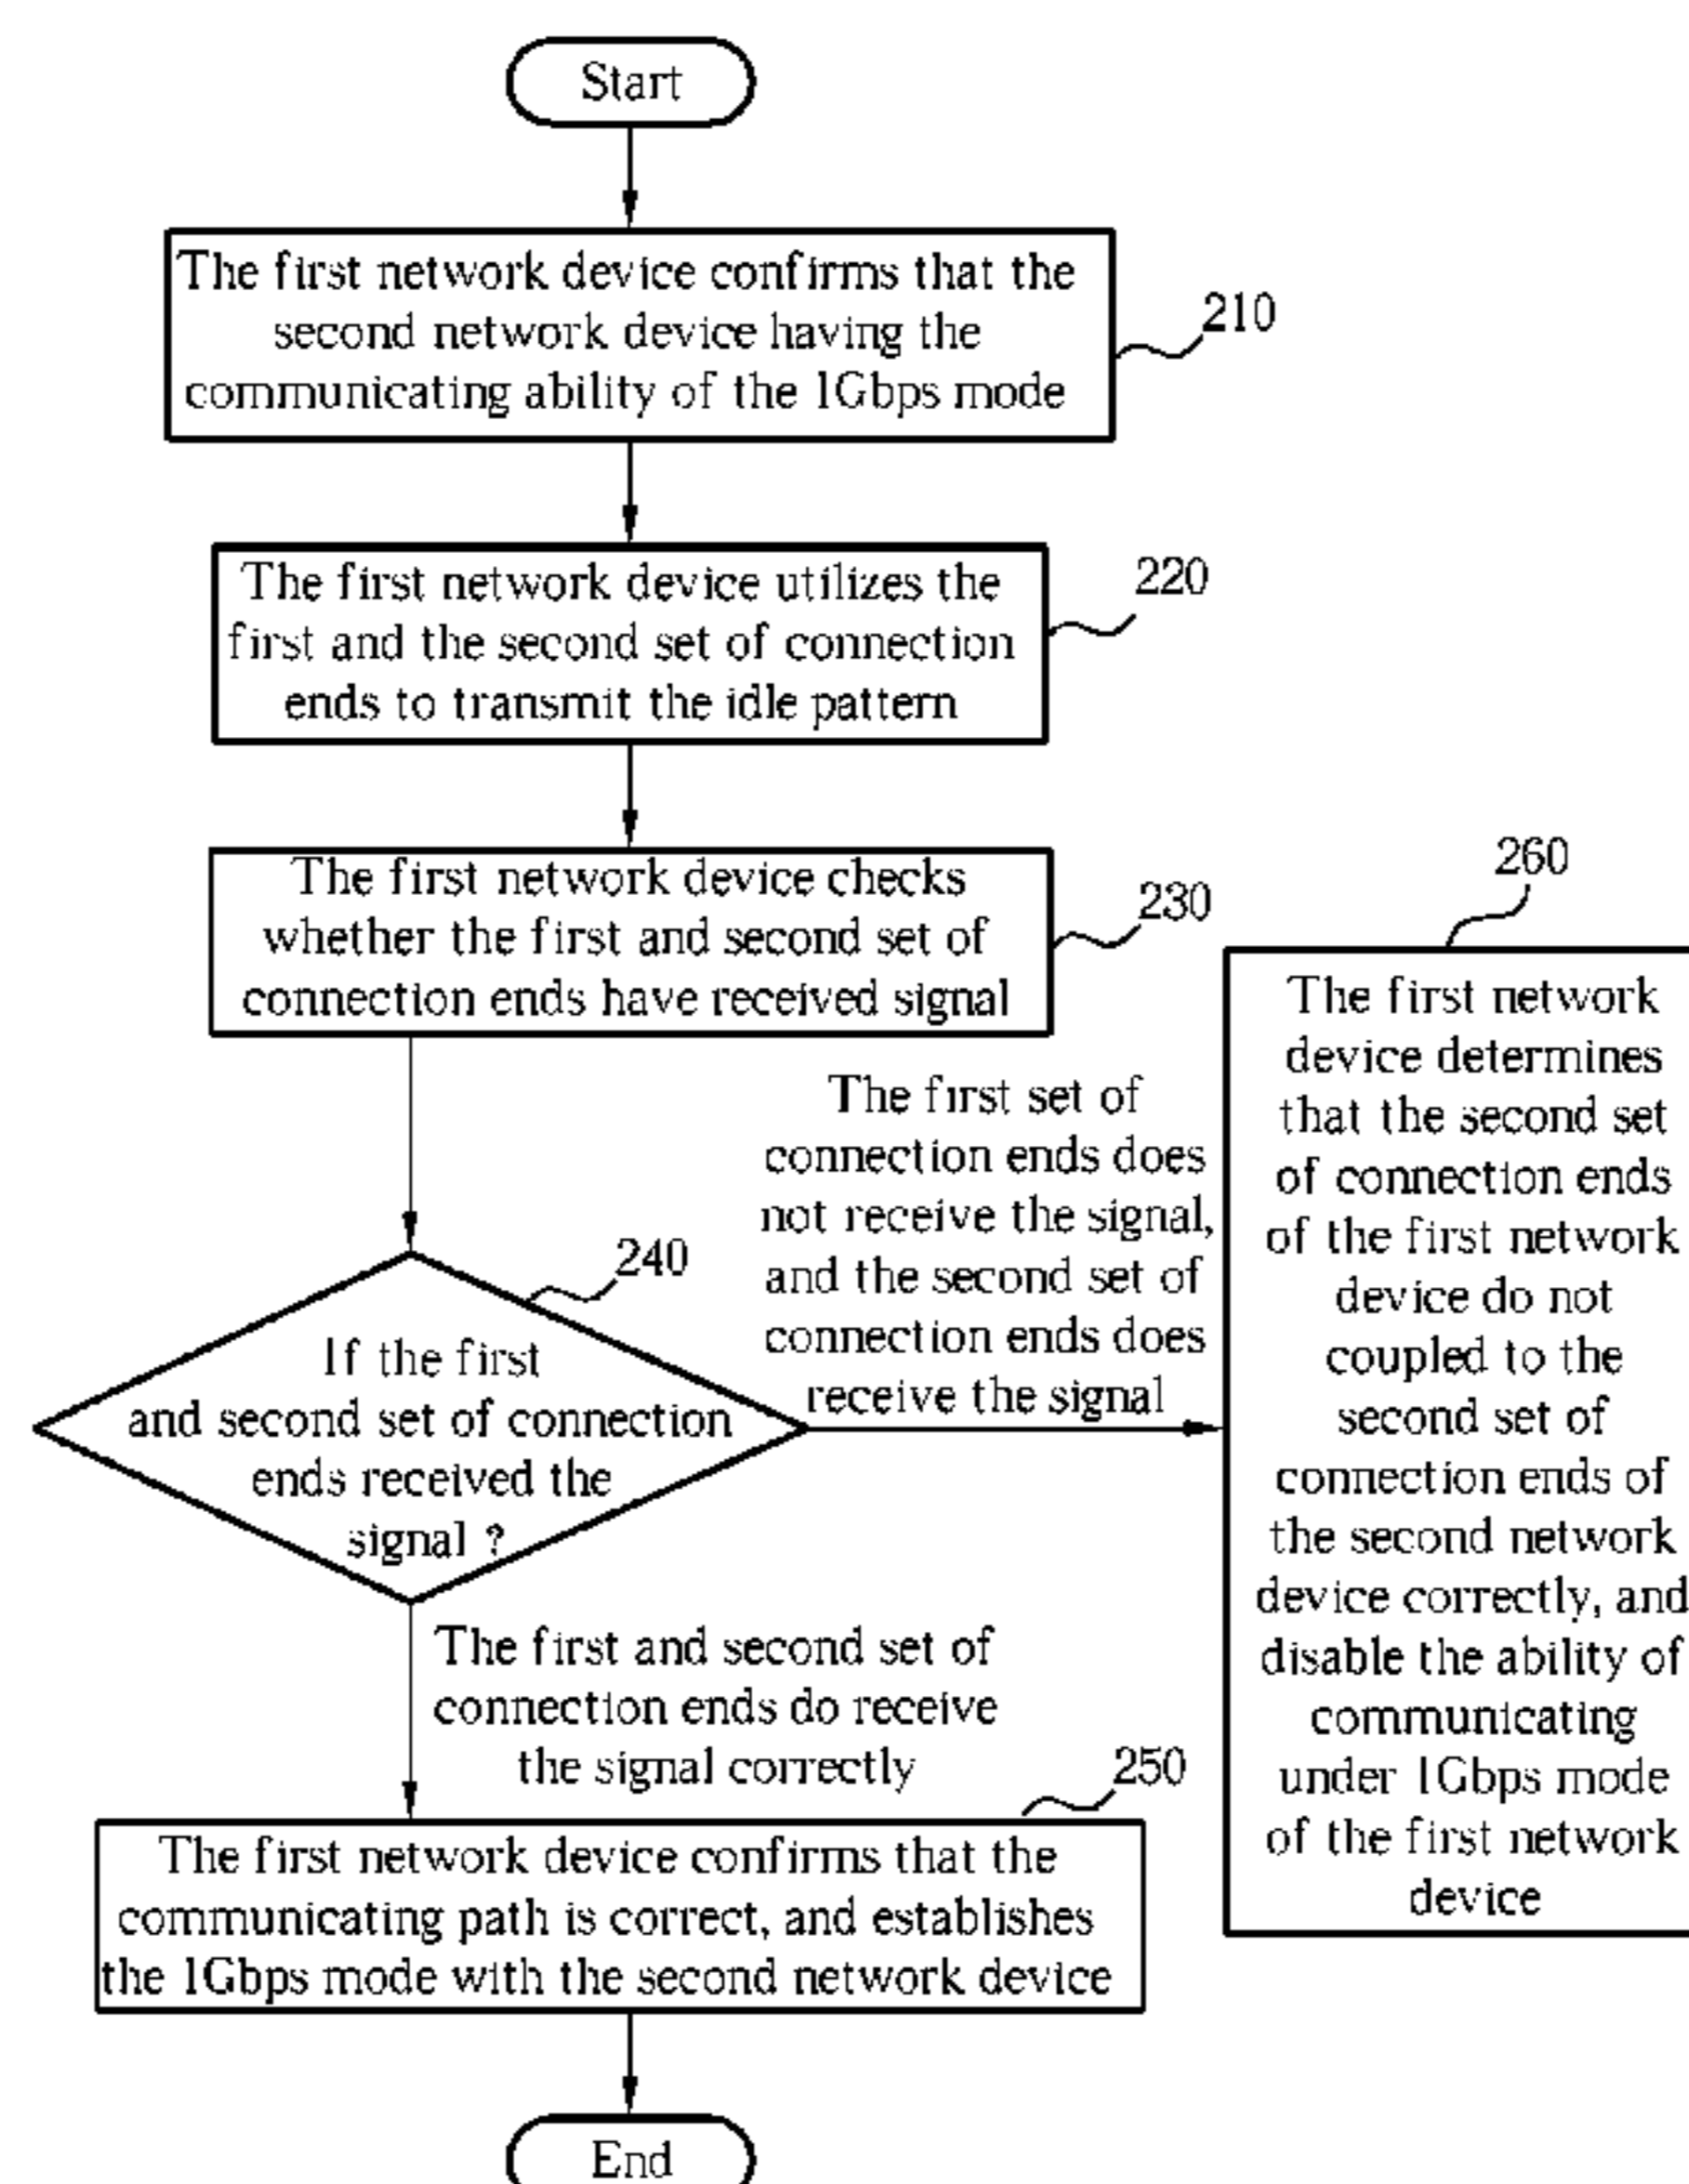 Start
The first network device confirms that the
second network device having the
communicating ability of the 1Gbps mode
210
The first network device utilizes the
first and the second set of connection
ends to transmit the idle pattern
220
The first network device checks
whether the first and second set of
connection ends have received signal
230
If the first
and second set of connection
ends received the
signal ?
240
The first set of
connection ends does
not receive the signal,
and the second set of
connection ends does
receive the signal
260
The first network
device determines
that the second set
of connection ends
of the first network
device do not
coupled to the
second set of
connection ends of
the second network
device correctly, and
disable the ability of
communicating
under 1Gbps mode
of the first network
device
The first and second set of
connection ends do receive
the signal correctly
250
The first network device confirms that the
communicating path is correct, and establishes
the 1Gbps mode with the second network device
End